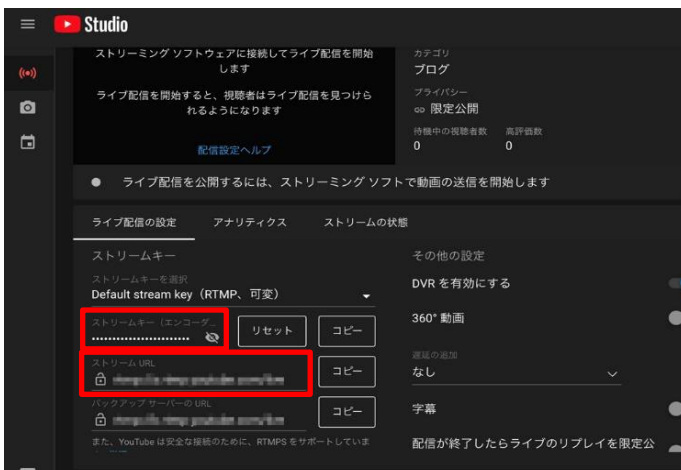 Studio
ストリーミング ソフトウェアに接続してライブ配信を開始
します
ライブ配信を開始すると、視聴者はライブ配信を見つけら
れるようになります
配信設定ヘルプ
カテゴリ
ブログ
プライバシー
限定公開
待機中の視聴者数 高評価数
0 0
ライブ配信を公開するには、ストリーミング ソフトで動画の送信を開始します
ライブ配信の設定 アナリティクス ストリームの状態
ストリームキー
ストリームキーを選択
Default stream key（RTMP、可変）
ストリームキー（エンコーダ...
•••••••••••••••••••••••
リセット
コピー
ストリーム URL
コピー
バックアップ サーバーの URL
コピー
また、YouTube は安全な接続のために、RTMPS をサポートしていま
その他の設定
DVR を有効にする
360° 動画
遅延の追加
なし
字幕
配信が終了したらライブのリプレイを限定公